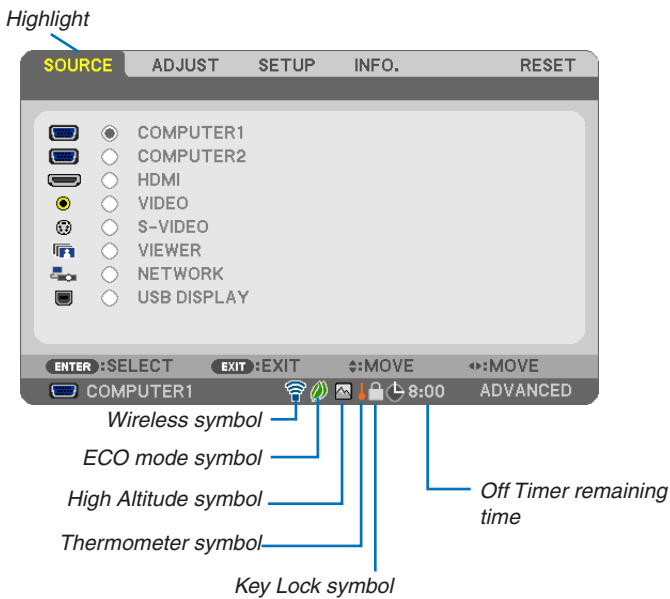 Highlight
SOURCE ADJUST SETUP INFO. RESET
COMPUTER1
COMPUTER2
HDMI
VIDEO
S-VIDEO
VIEWER
NETWORK
USB DISPLAY
ENTER :SELECT EXIT :EXIT :MOVE :MOVE
COMPUTER1 8:00 ADVANCED
Wireless symbol
ECO mode symbol
High Altitude symbol
Off Timer remaining
time
Thermometer symbol
Key Lock symbol